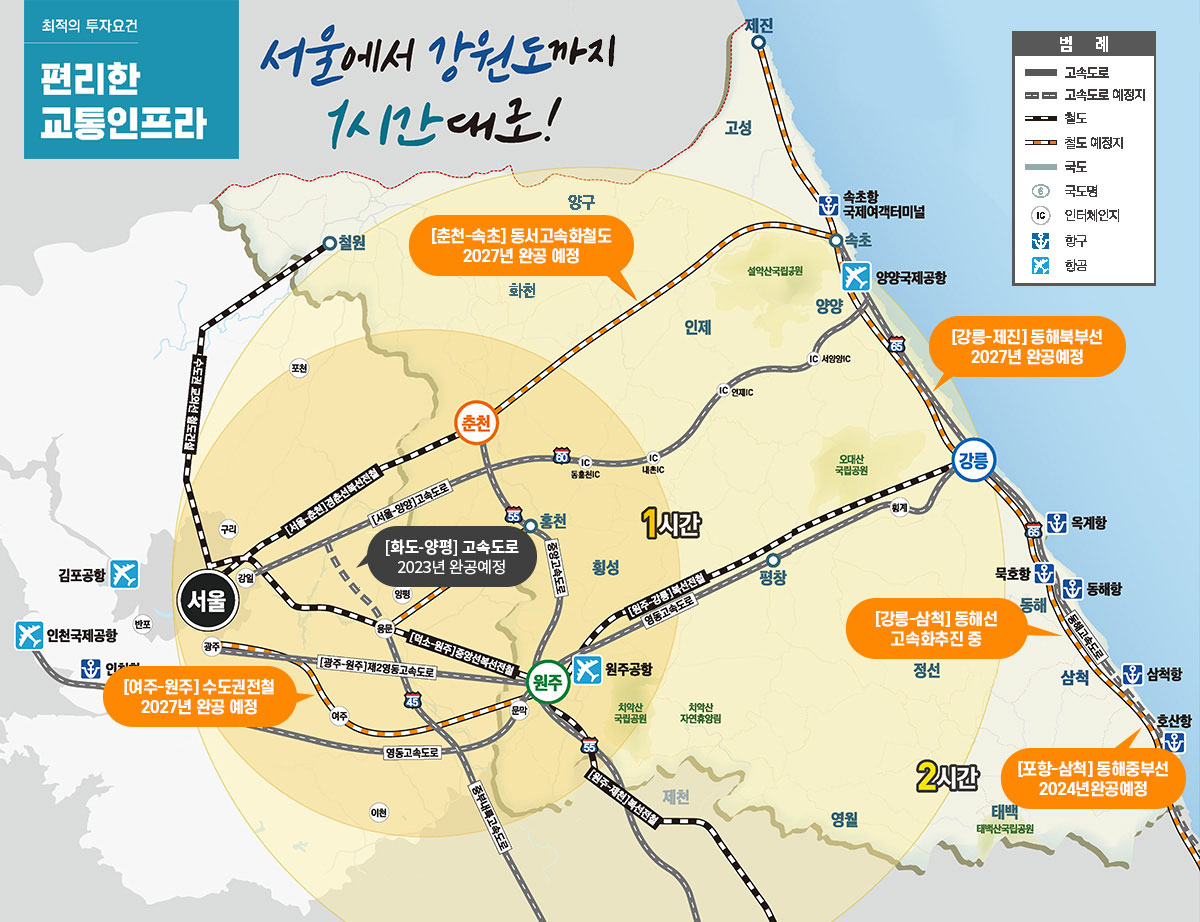 최적의 투자요건
편리한
교통인프라
서울에서 강원도까지
1시간대로!
범 례
고속도로
고속도로 예정지
철도
철도 예정지
국도
6 국도명
IC 인터체인지
항구
항공
제진
고성
양구
철원
[춘천-속초] 동서고속화철도
2027년 완공 예정
속초항
국제여객터미널
속초
설악산국립공원
양양국제공항
화천
양양
인제
[강릉-제진] 동해북부선
2027년 완공예정
65
IC 서양양IC
포천
수도권 교외선 철도건설
IC 인제IC
춘천
60
IC
동홍천IC
IC
내촌IC
오대산
국립공원
강릉
[서울-춘천]경춘선복선전철
[서울-양양]고속도로
횡계
구리
55
홍천
1시간
65
옥계항
[화도-양평] 고속도로
2023년 완공예정
중앙고속도로
횡성
평창
묵호항
동해항
김포공항
강일
서울
양평
[원주-강릉]복선전철
영동고속도로
동해
인천국제공항
반포
용문
[강릉-삼척] 동해선
고속화추진 중
동해고속도로
광주
[덕소-원주]중앙선복선전철
[광주-원주]제2영동고속도로
원주
원주공항
정선
삼척
삼척항
[여주-원주] 수도권전철
2027년 완공 예정
45
여주
문막
치악산
국립공원
치악산
자연휴양림
호산항
영동고속도로
55
[원주-제천]복선전철
2시간
[포항-삼척] 동해중부선
2024년완공예정
중부내륙고속도로
제천
이천
영월
태백
태백산국립공원